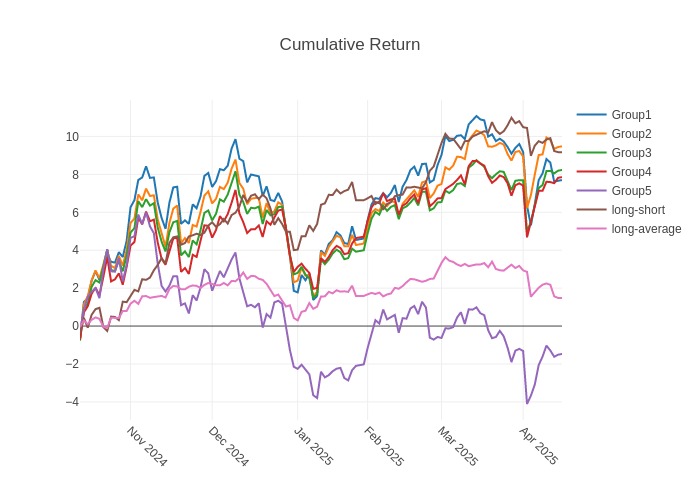 Cumulative Return
10
8
6
4
2
0
−2
−4
Nov 2024
Dec 2024
Jan 2025
Feb 2025
Mar 2025
Apr 2025
Group1
Group2
Group3
Group4
Group5
long-short
long-average